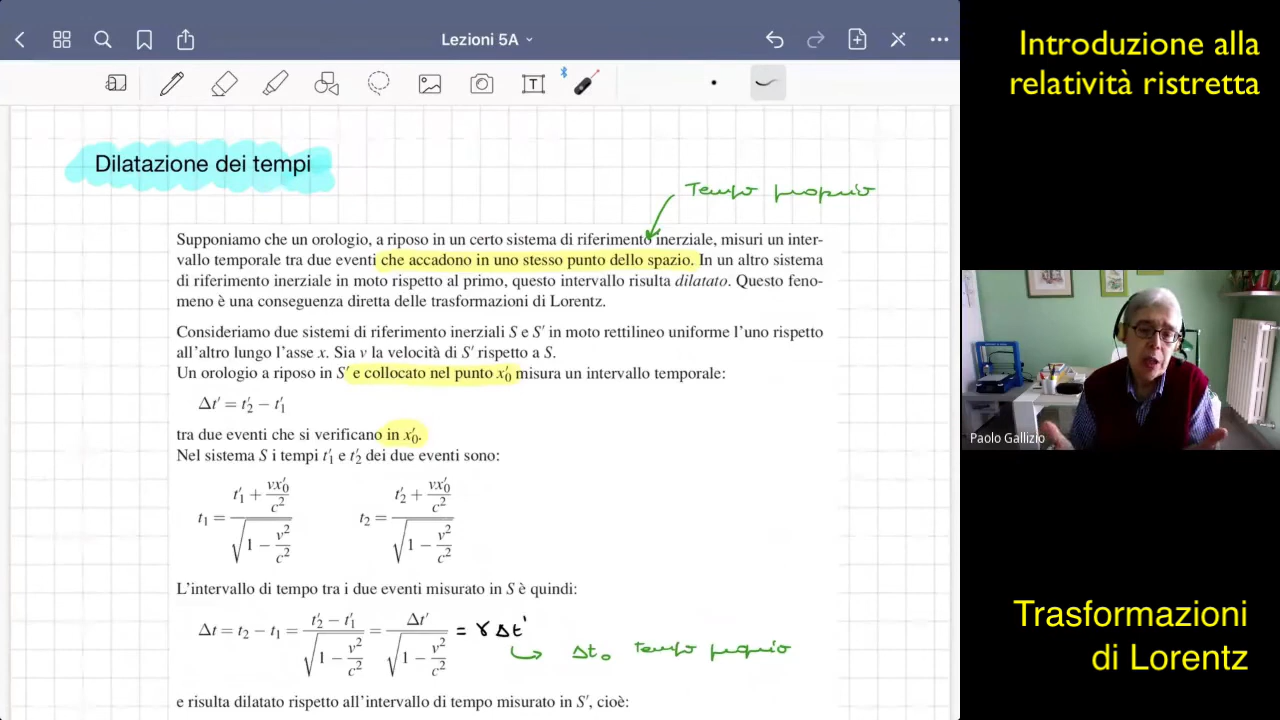 Lezioni 5A
Introduzione alla
relatività ristretta
T
Dilatazione dei tempi
Tempo proprio
Supponiamo che un orologio, a riposo in un certo sistema di riferimento inerziale, misuri un inter-
vallo temporale tra due eventi che accadono in uno stesso punto dello spazio. In un altro sistema
di riferimento inerziale in moto rispetto al primo, questo intervallo risulta dilatato. Questo feno-
meno è una conseguenza diretta delle trasformazioni di Lorentz.
Consideriamo due sistemi di riferimento inerziali S e S′ in moto rettilineo uniforme l’uno rispetto
all’altro lungo l’asse x. Sia v la velocità di S′ rispetto a S.
Un orologio a riposo in S′ e collocato nel punto x′₀ misura un intervallo temporale:
Δt′ = t′₂ − t′₁
tra due eventi che si verificano in x′₀.
Nel sistema S i tempi t′₁ e t′₂ dei due eventi sono:
t₁ = (t′₁ + vx′₀/c²) / √(1 − v²/c²) t₂ = (t′₂ + vx′₀/c²) / √(1 − v²/c²)
L’intervallo di tempo tra i due eventi misurato in S è quindi:
Δt = t₂ − t₁ = (t′₂ − t′₁) / √(1 − v²/c²) = Δt′ / √(1 − v²/c²) = γ Δt'
Δt₀ tempo proprio
e risulta dilatato rispetto all’intervallo di tempo misurato in S′, cioè:
Paolo Gallizio
Trasformazioni
di Lorentz